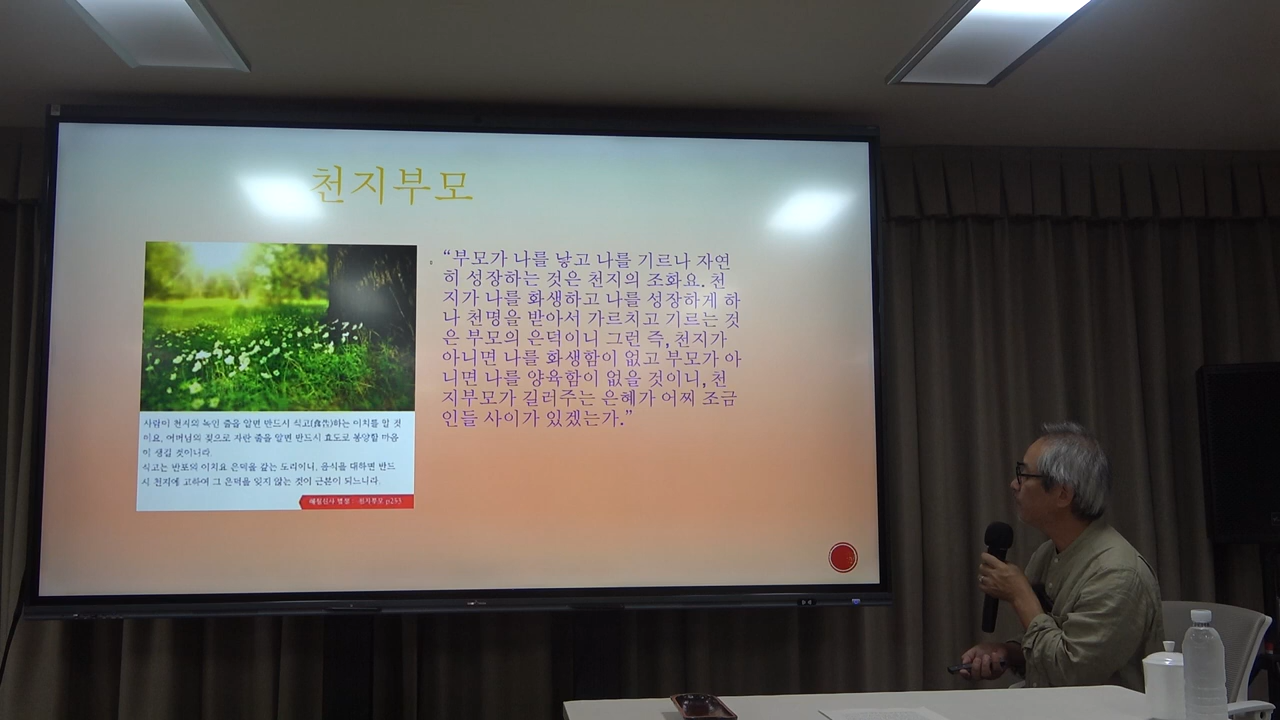 천지부모
“부모가 나를 낳고 나를 기르나 자연
히 성장하는 것은 천지의 조화요. 천
지가 나를 화생하고 나를 성장하게 하
나 천명을 받아서 가르치고 기르는 것
은 부모의 은덕이니 그런 즉, 천지가
아니면 나를 화생함이 없고 부모가 아
니면 나를 양육함이 없을 것이니, 천
지부모가 길러주는 은혜가 어찌 조금
인들 사이가 있겠는가.”
사람이 천지의 녹인 줄을 알면 반드시 식고(食告)하는 이치를 알 것
이요, 어머님의 젖으로 자란 줄을 알면 반드시 효도로 봉양할 마음
이 생길 것이니라.
식고는 반포의 이치요 은덕을 갚는 도리이니, 음식을 대하면 반드
시 천지에 고하여 그 은덕을 잊지 않는 것이 근본이 되느니라.
해월신사 법설 : 천지부모 p253